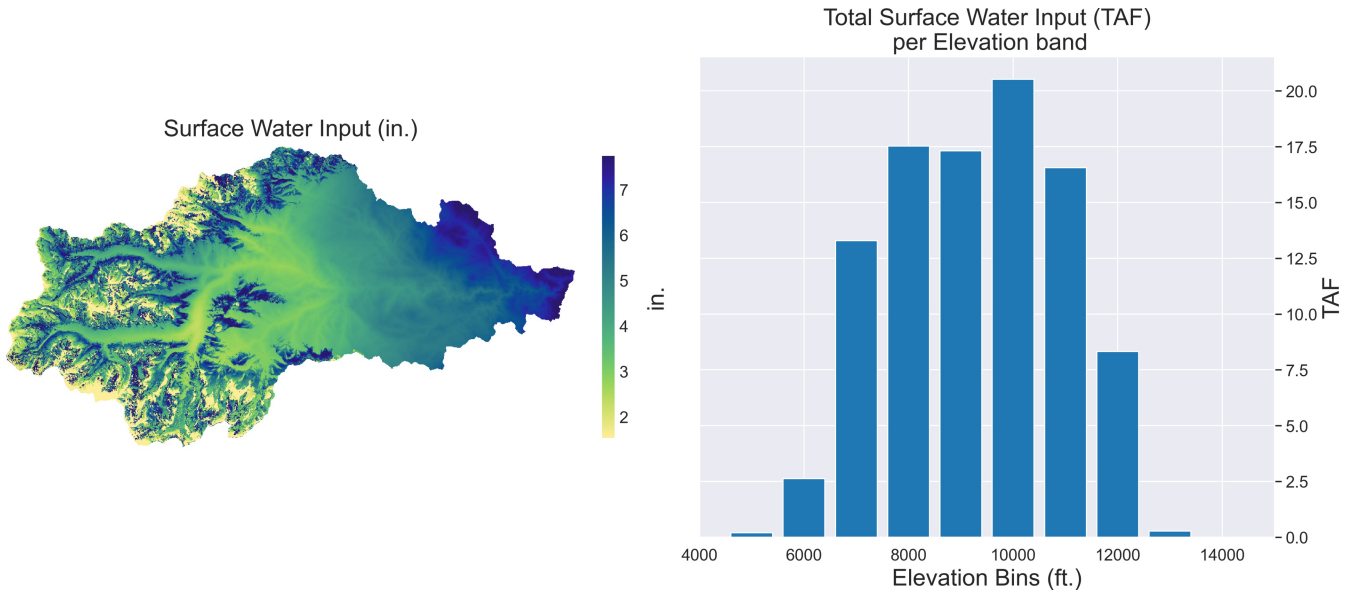 Surface Water Input (in.)
7
6
5
4
3
2
in.
Total Surface Water Input (TAF)
per Elevation band
20.0
17.5
15.0
12.5
10.0
7.5
5.0
2.5
0.0
TAF
4000 6000 8000 10000 12000 14000
Elevation Bins (ft.)